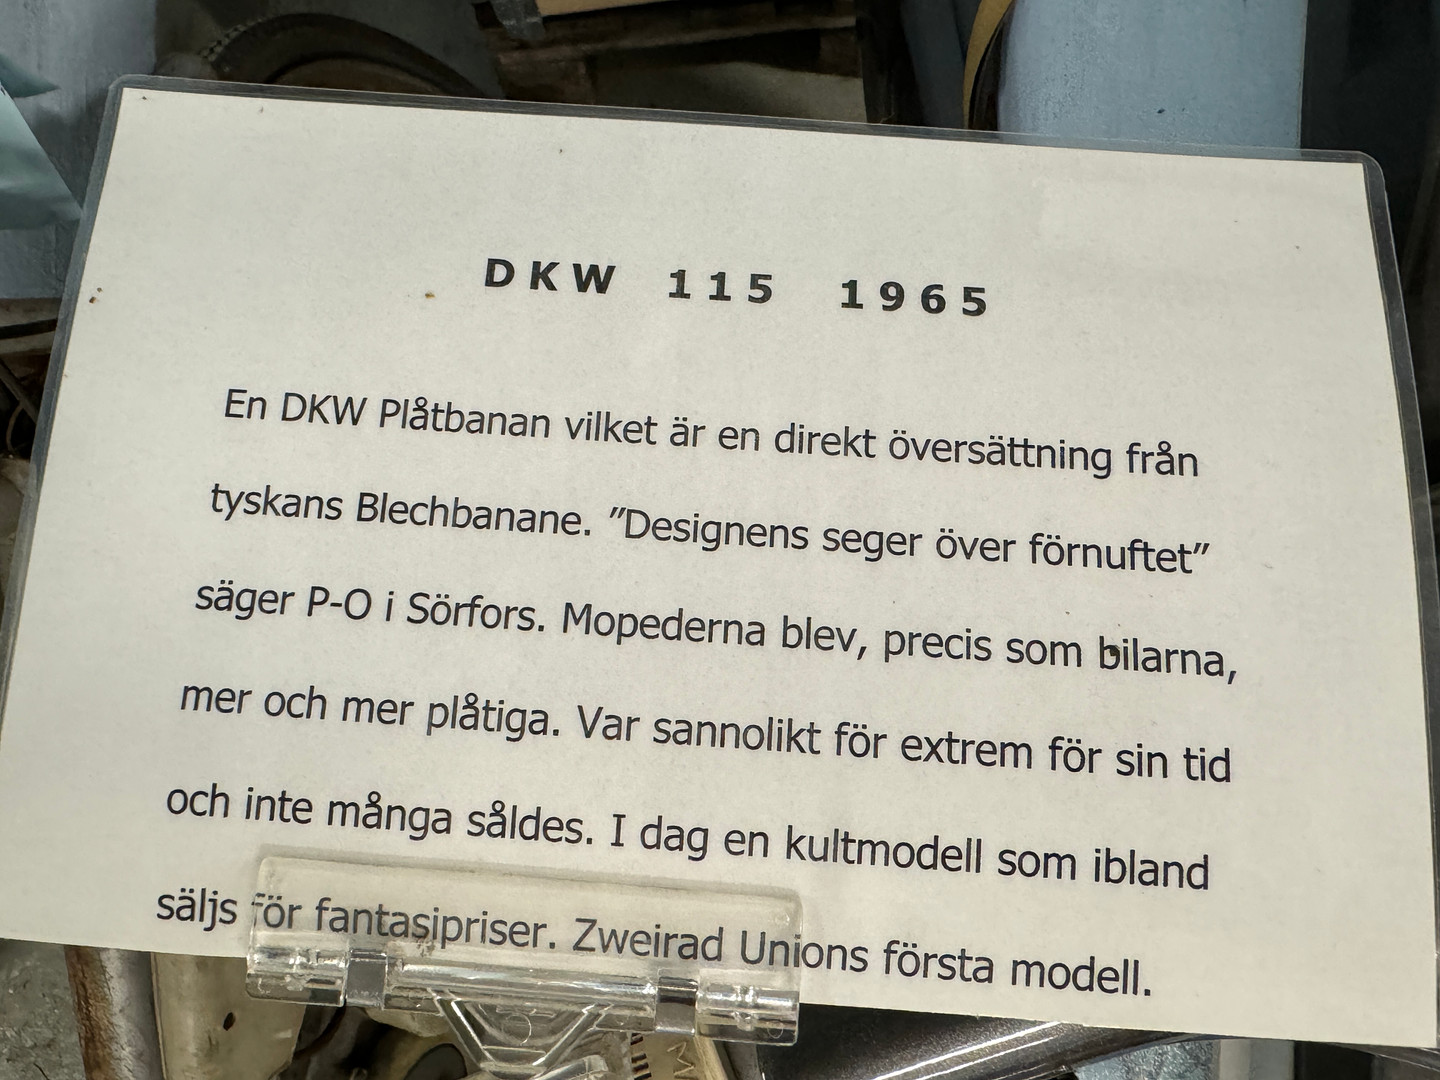 DKW 115 1965
En DKW Plåtbanan vilket är en direkt översättning från
tyskans Blechbanane. ”Designens seger över förnuftet”
säger P-O i Sörfors. Mopederna blev, precis som bilarna,
mer och mer plåtiga. Var sannolikt för extrem för sin tid
och inte många såldes. I dag en kultmodell som ibland
säljs för fantasipriser. Zweirad Unions första modell.